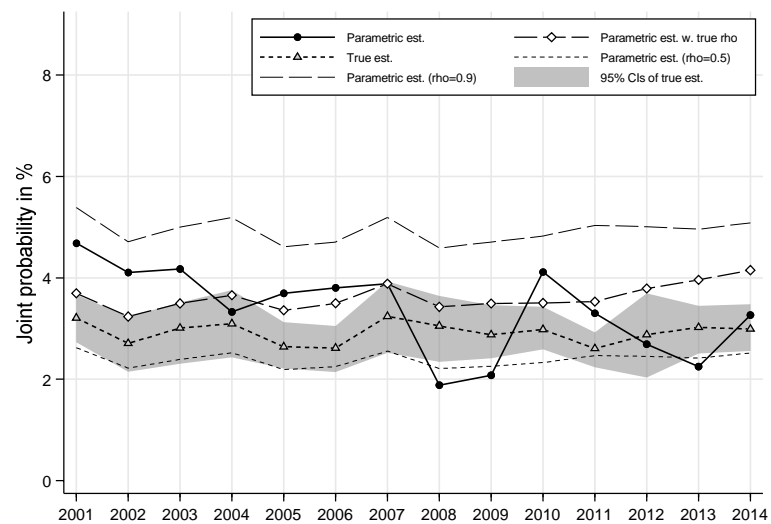 Parametric est.
Parametric est. w. true rho
True est.
Parametric est. (rho=0.5)
Parametric est. (rho=0.9)
95% CIs of true est.
Joint probability in %
8
6
4
2
0
2001 2002 2003 2004 2005 2006 2007 2008 2009 2010 2011 2012 2013 2014